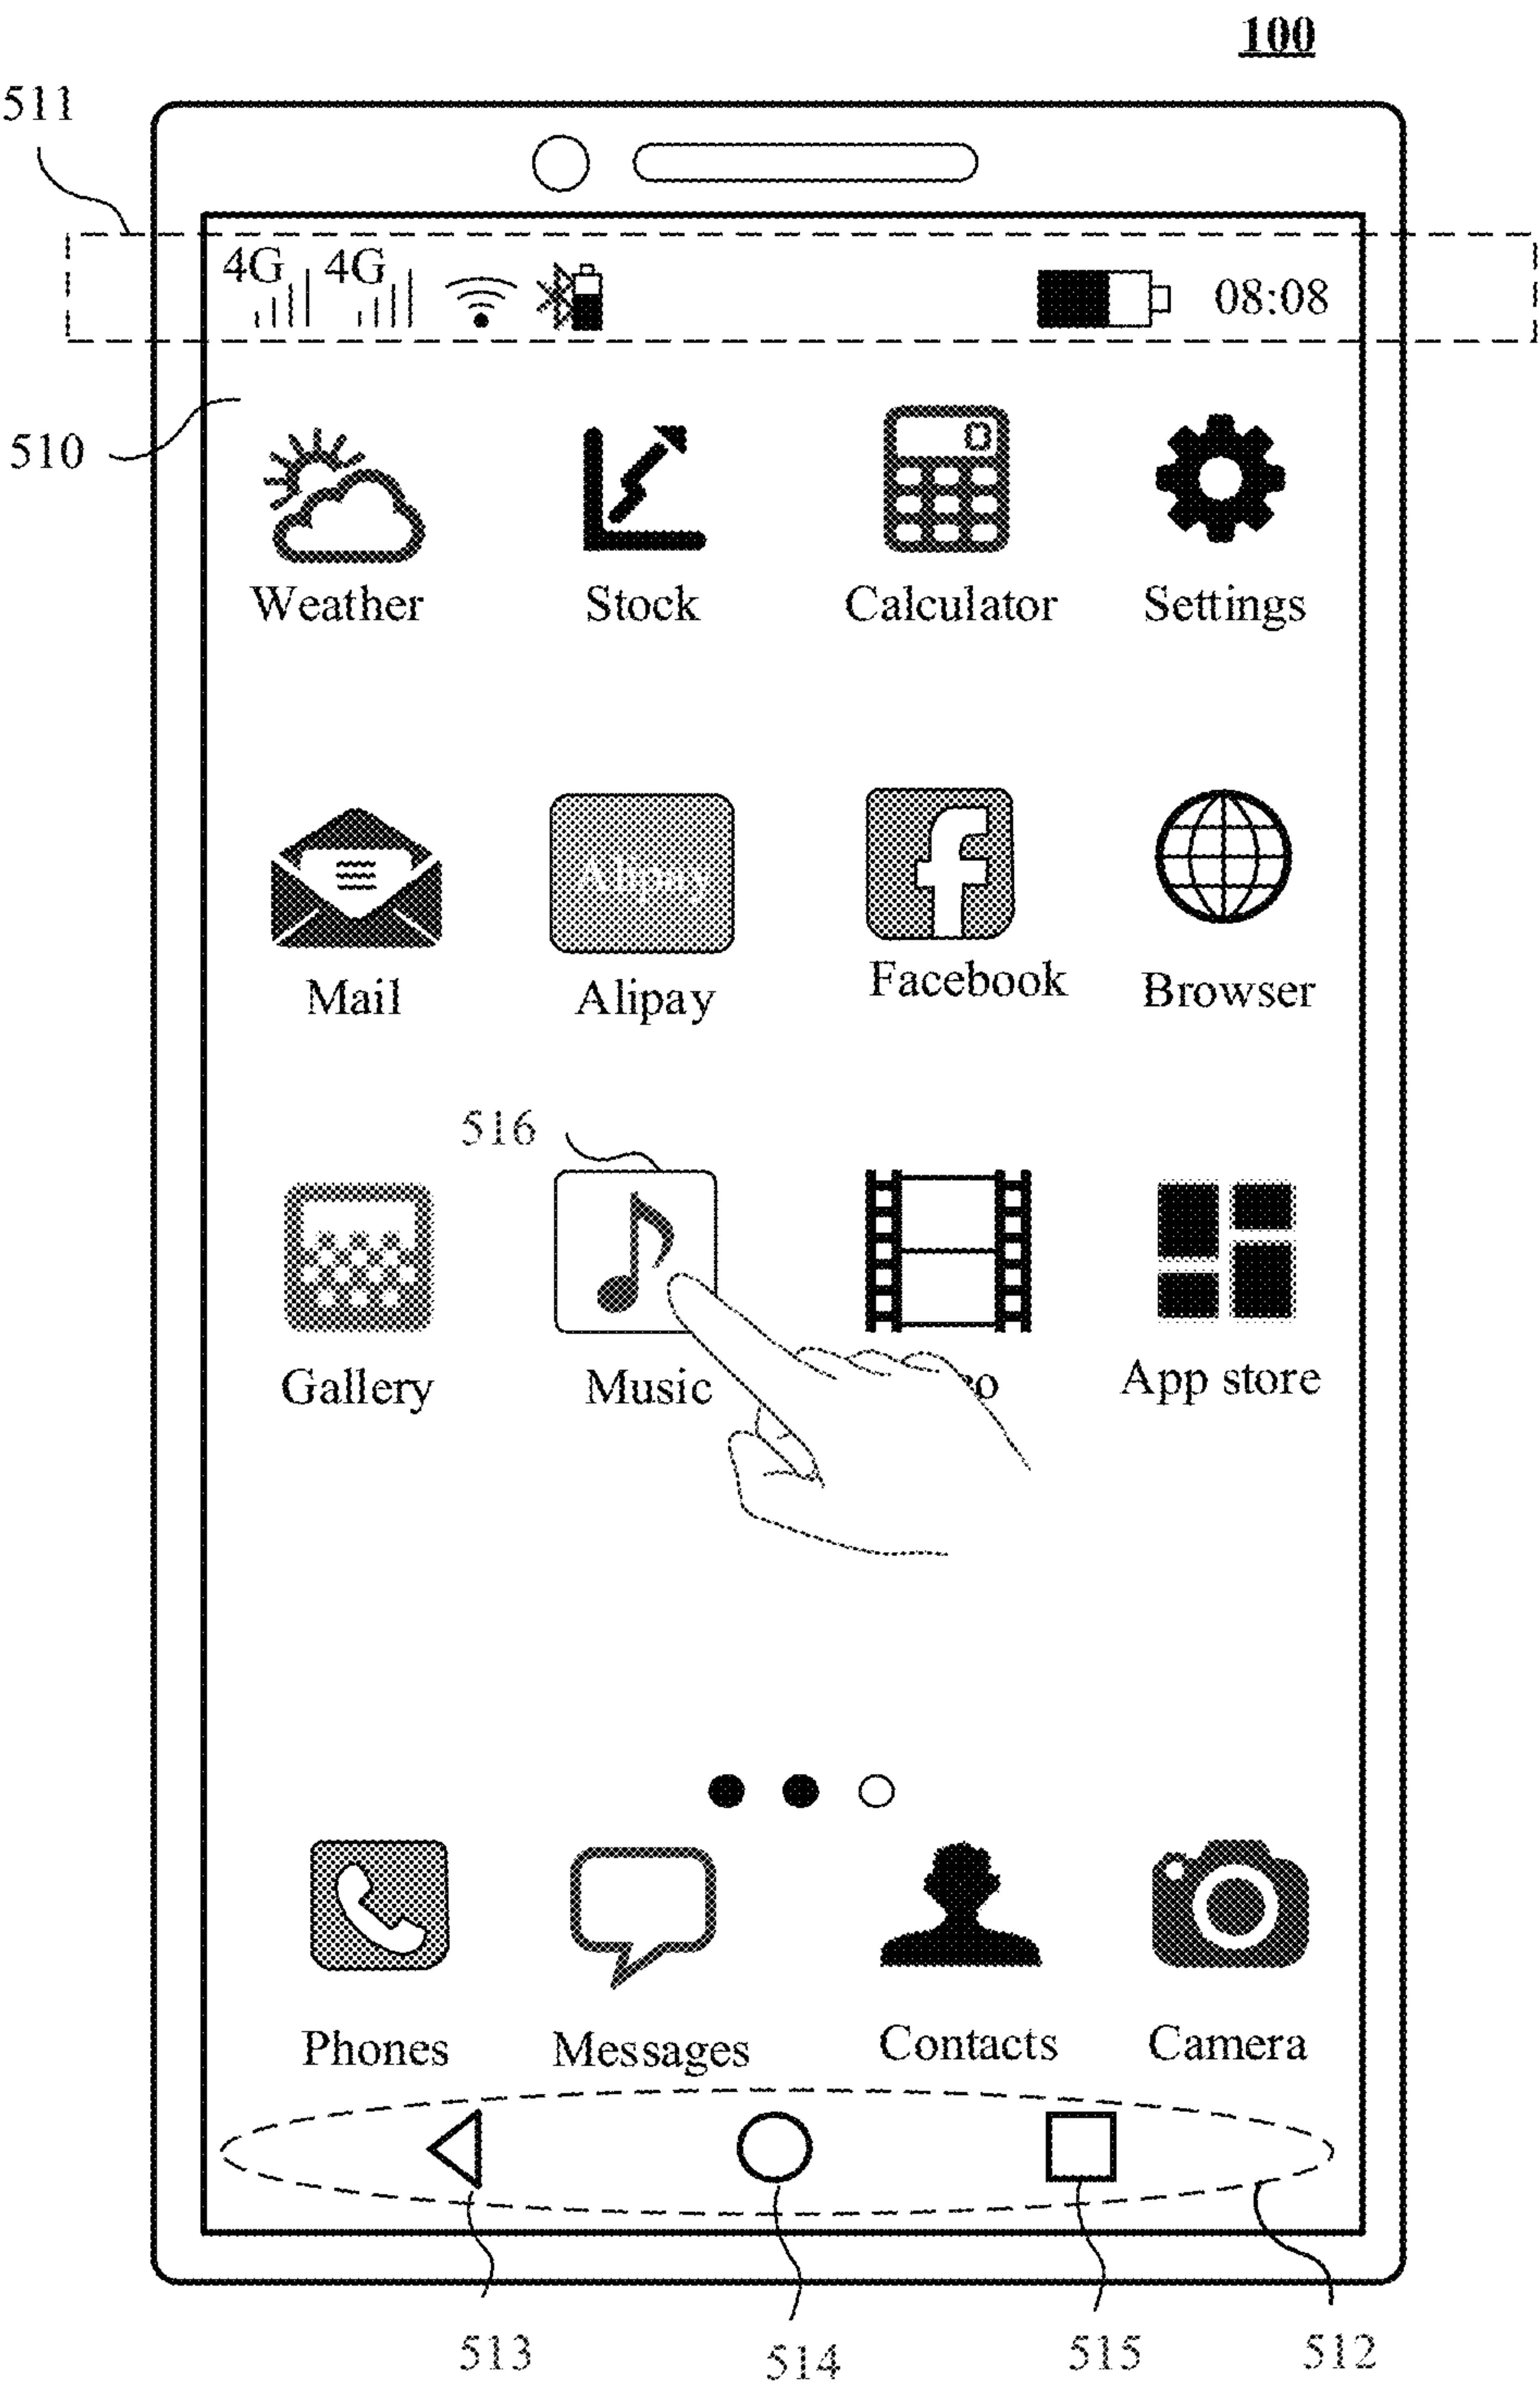 100
511
4G 4G 08:08
510
Weather Stock Calculator Settings
Alipay
Mail Alipay Facebook Browser
516
Gallery Music App store
Phones Messages Contacts Camera
513 514 515 512